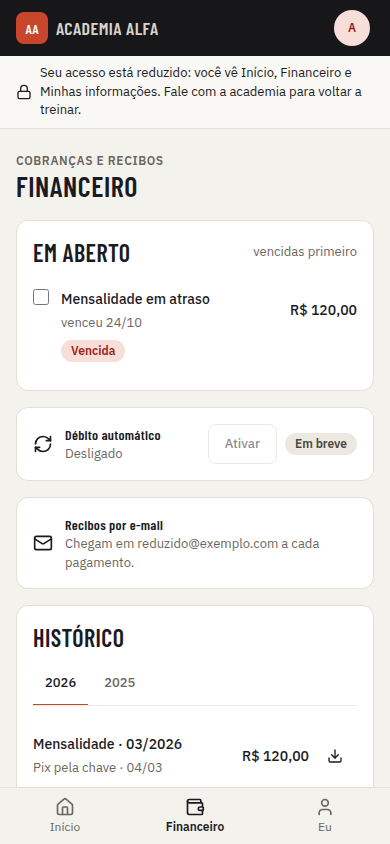 AA ACADEMIA ALFA
A
Seu acesso está reduzido: você vê Início, Financeiro e
Minhas informações. Fale com a academia para voltar a
treinar.
COBRANÇAS E RECIBOS
FINANCEIRO
EM ABERTO
vencidas primeiro
Mensalidade em atraso
R$ 120,00
venceu 24/10
Vencida
Débito automático
Desligado
Ativar
Em breve
Recibos por e-mail
Chegam em reduzido@exemplo.com a cada
pagamento.
HISTÓRICO
2026 2025
Mensalidade · 03/2026
R$ 120,00
Pix pela chave · 04/03
Início Financeiro Eu